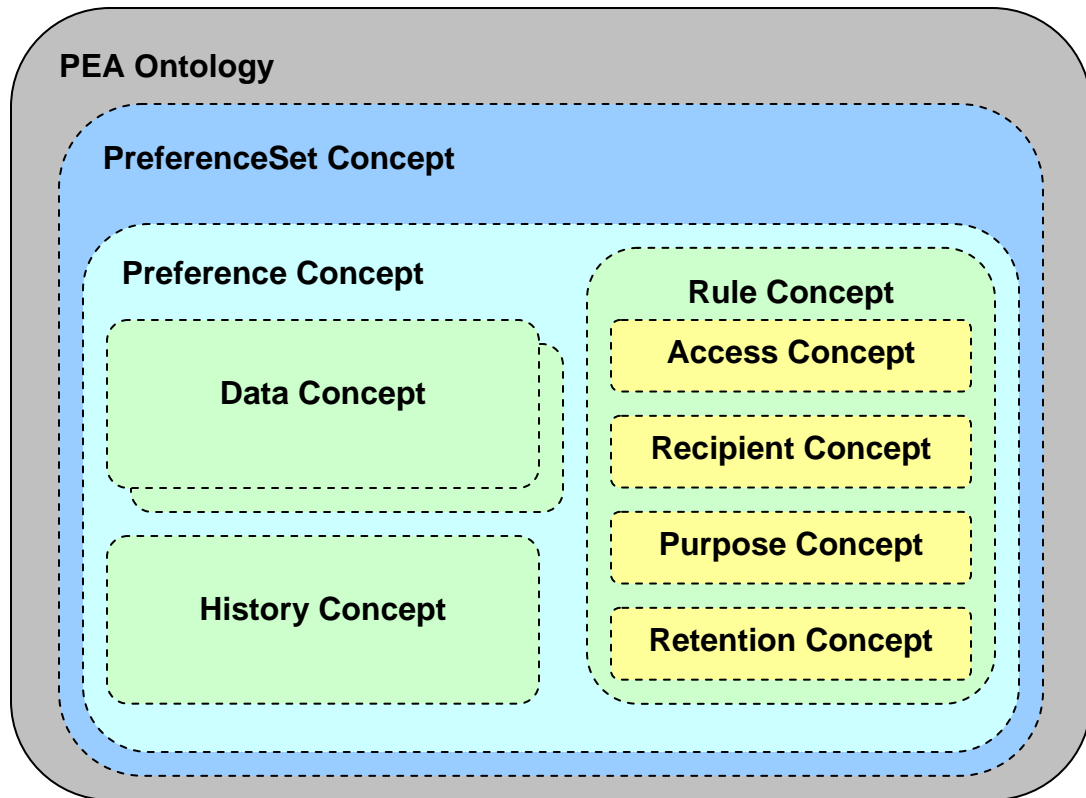 PEA Ontology
PreferenceSet Concept
Preference Concept
Data Concept
History Concept
Rule Concept
Access Concept
Recipient Concept
Purpose Concept
Retention Concept